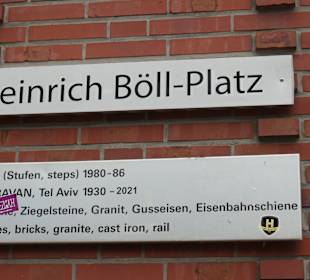 einrich Böll-Platz
(Stufen, steps) 1980-86
RAVAN, Tel Aviv 1930 - 2021
Ziegelsteine, Granit, Gusseisen, Eisenbahnschiene
es, bricks, granite, cast iron, rail
H